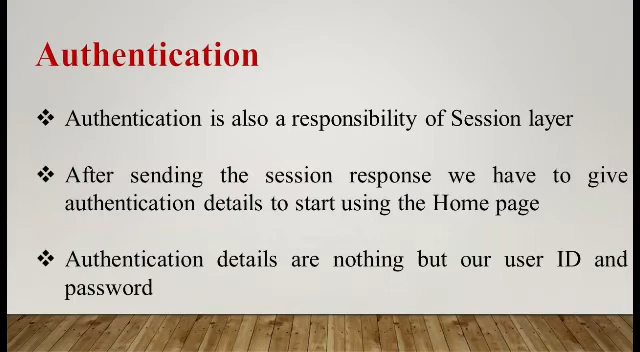 Authentication
❖ Authentication is also a responsibility of Session layer
❖ After sending the session response we have to give
authentication details to start using the Home page
❖ Authentication details are nothing but our user ID and
password